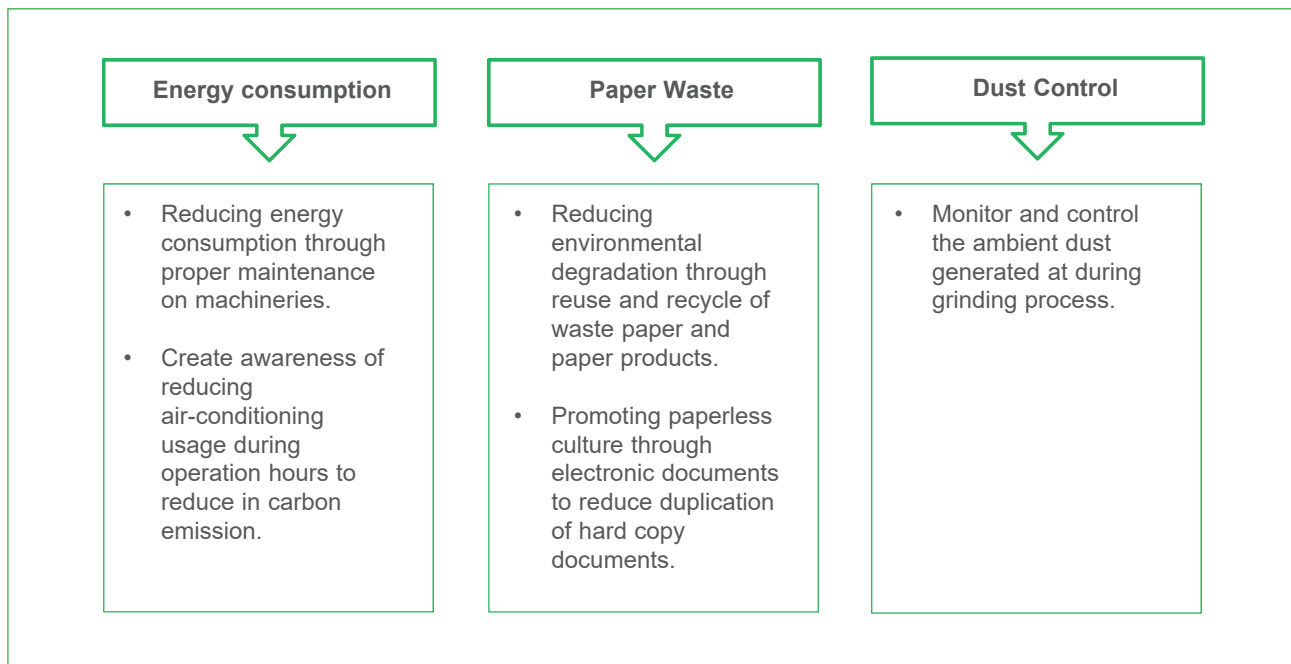 Energy consumption
• Reducing energy
consumption through
proper maintenance
on machineries.
• Create awareness of
reducing
air-conditioning
usage during
operation hours to
reduce in carbon
emission.
Paper Waste
• Reducing
environmental
degradation through
reuse and recycle of
waste paper and
paper products.
• Promoting paperless
culture through
electronic documents
to reduce duplication
of hard copy
documents.
Dust Control
• Monitor and control
the ambient dust
generated at during
grinding process.